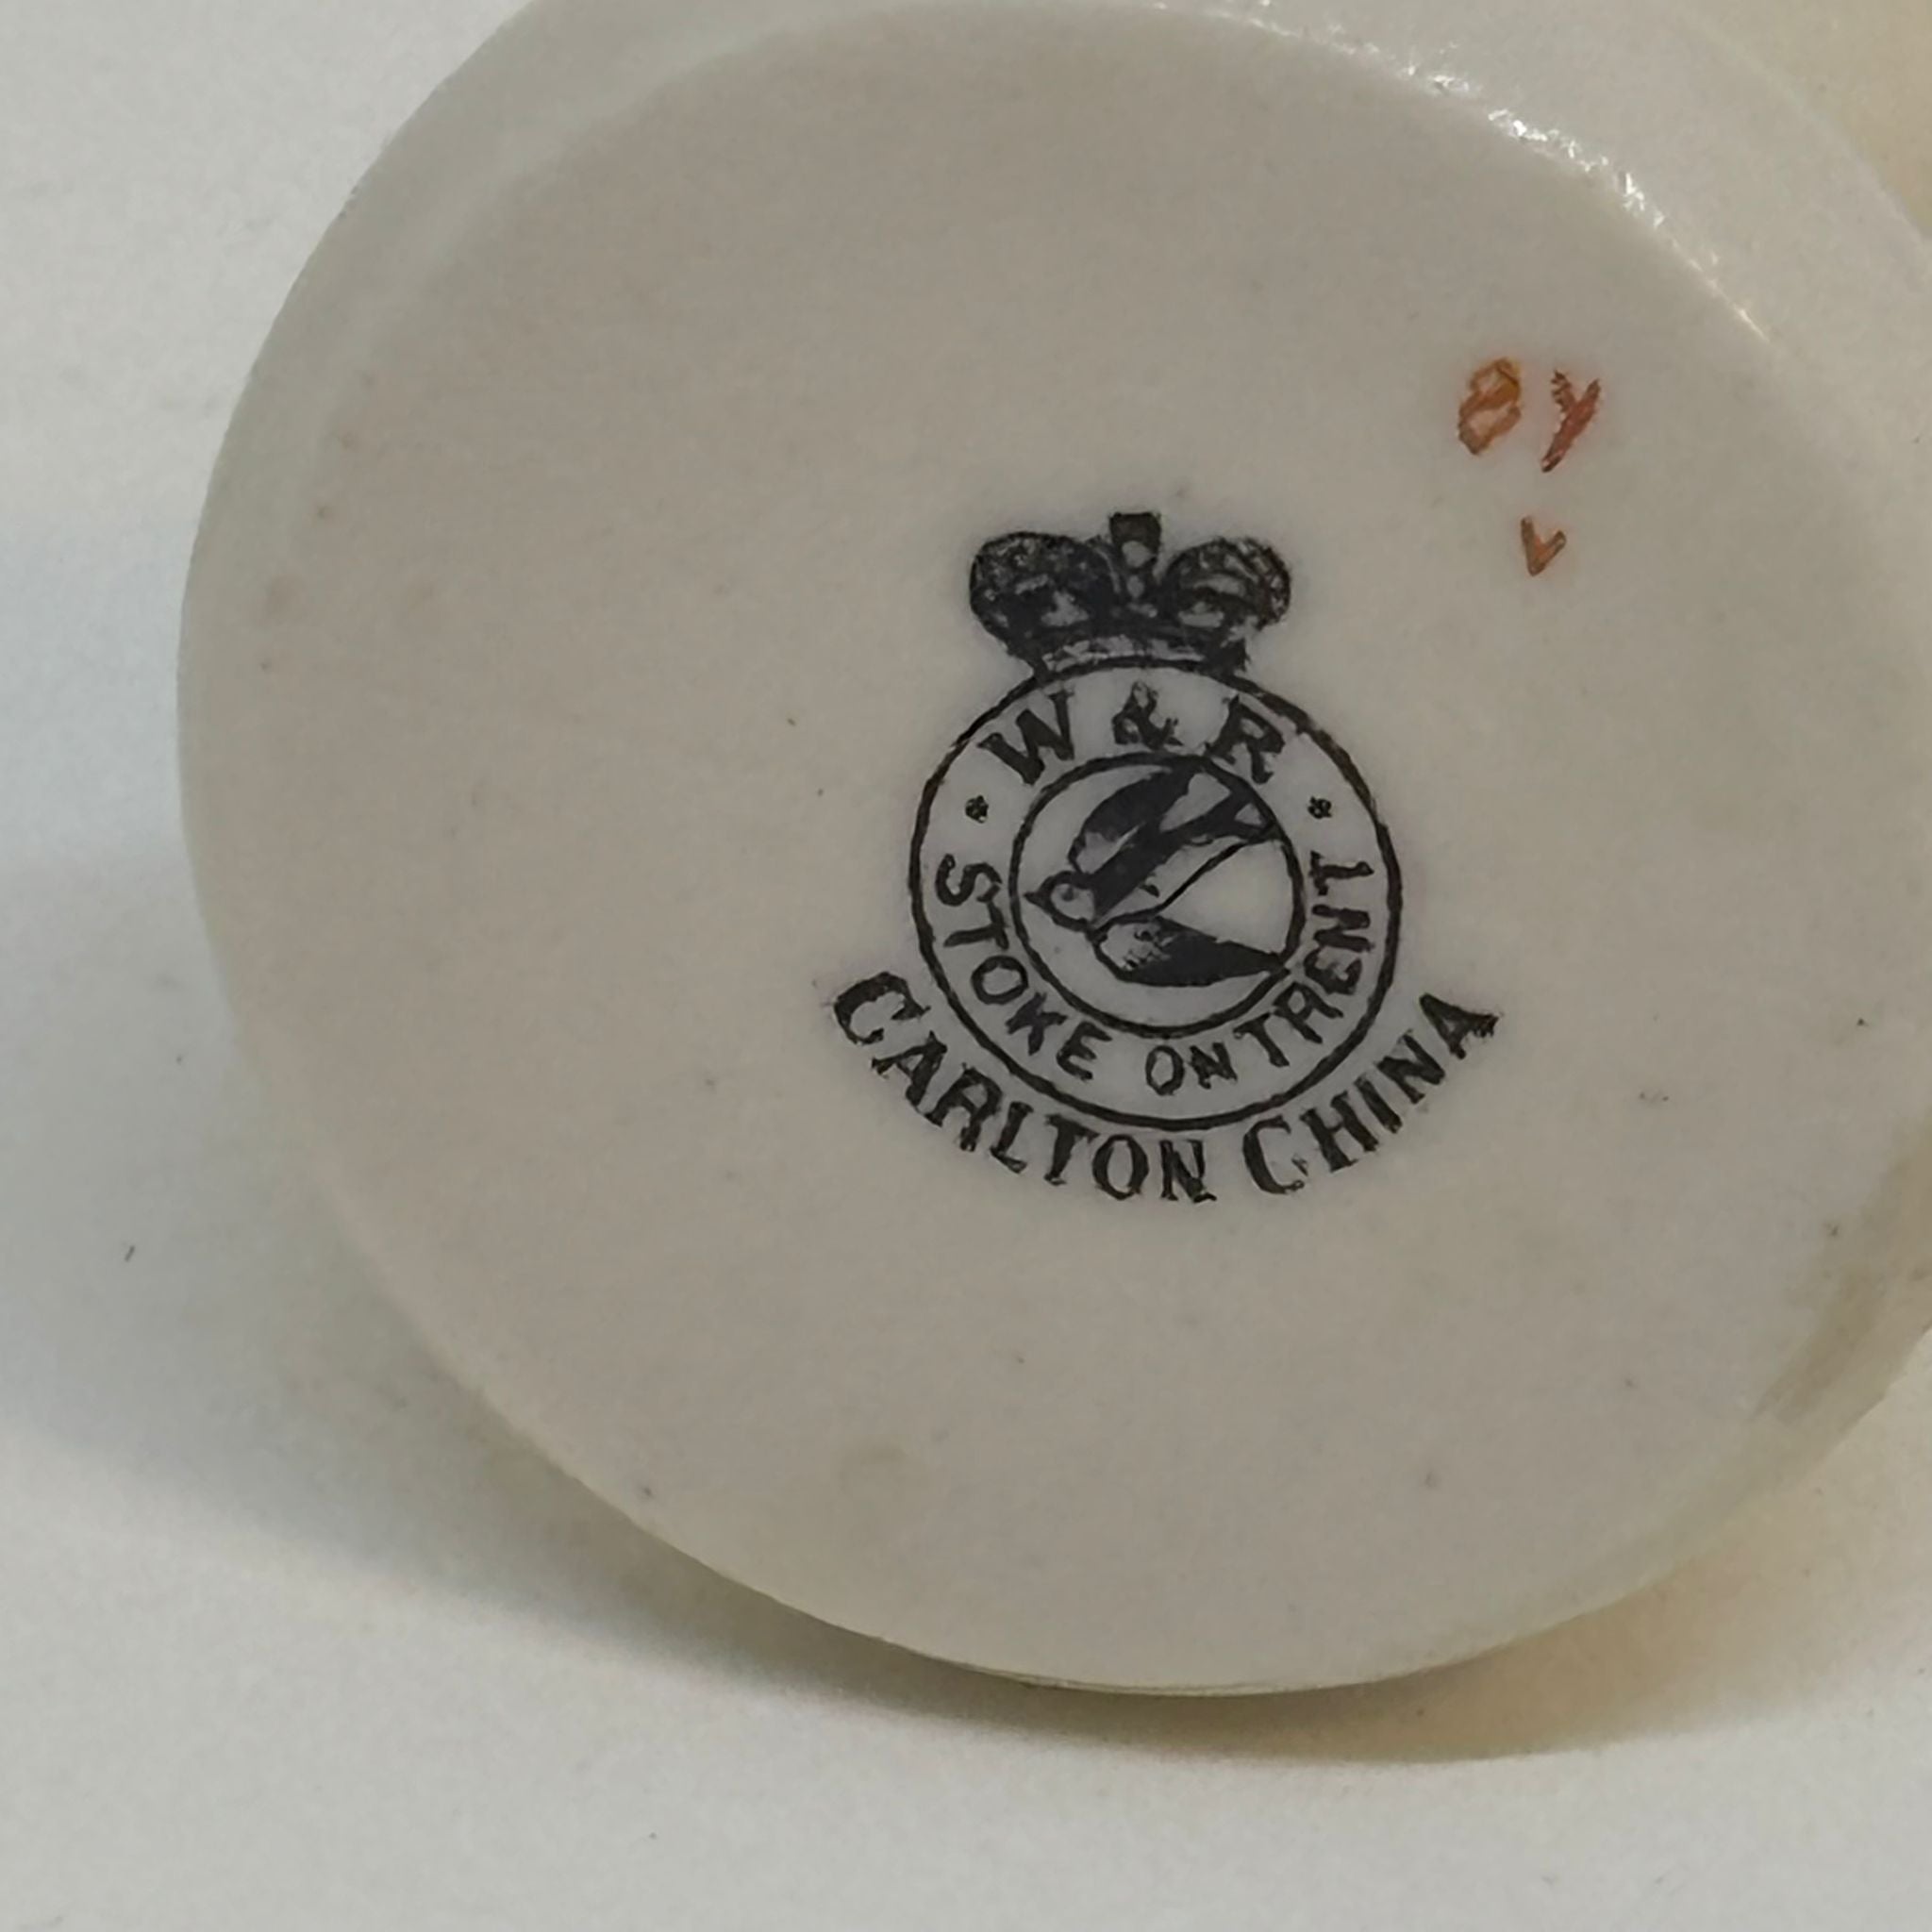 W & R
STOKE ON TRENT
CARLTON CHINA